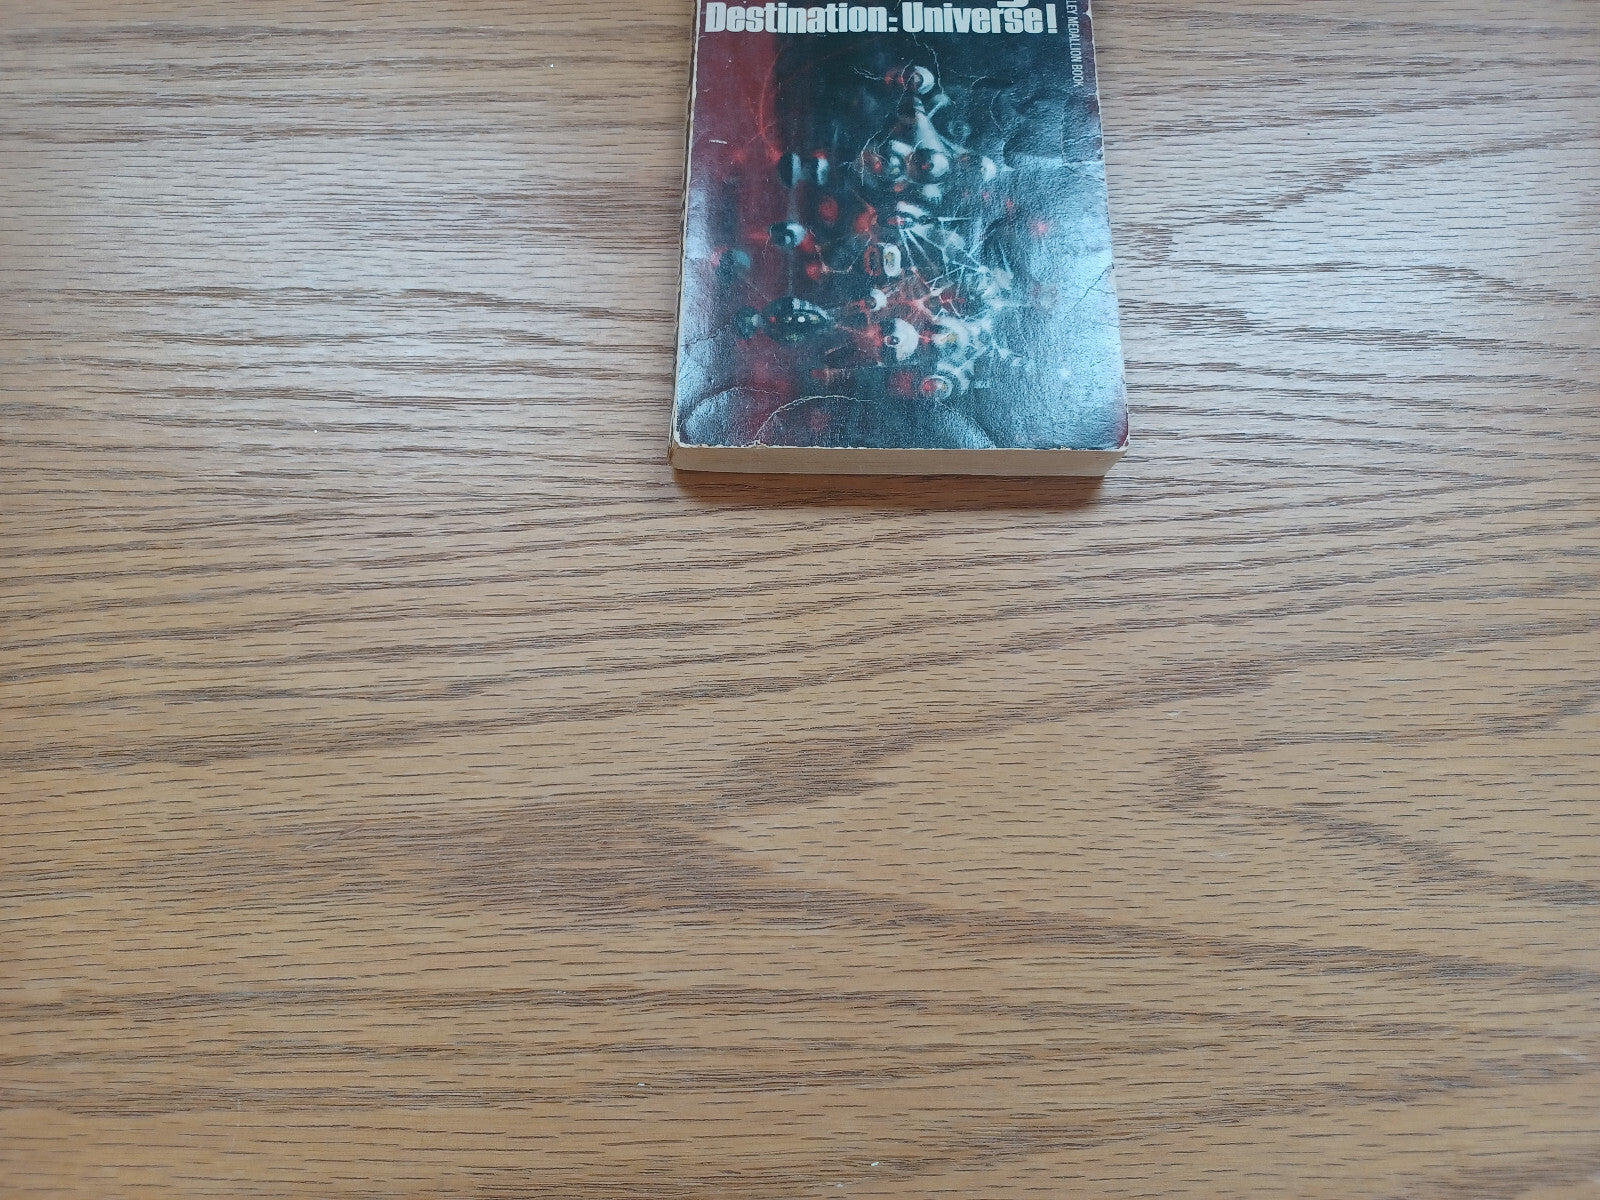 Destination: Universe!
LEY MEDALLION BOOK